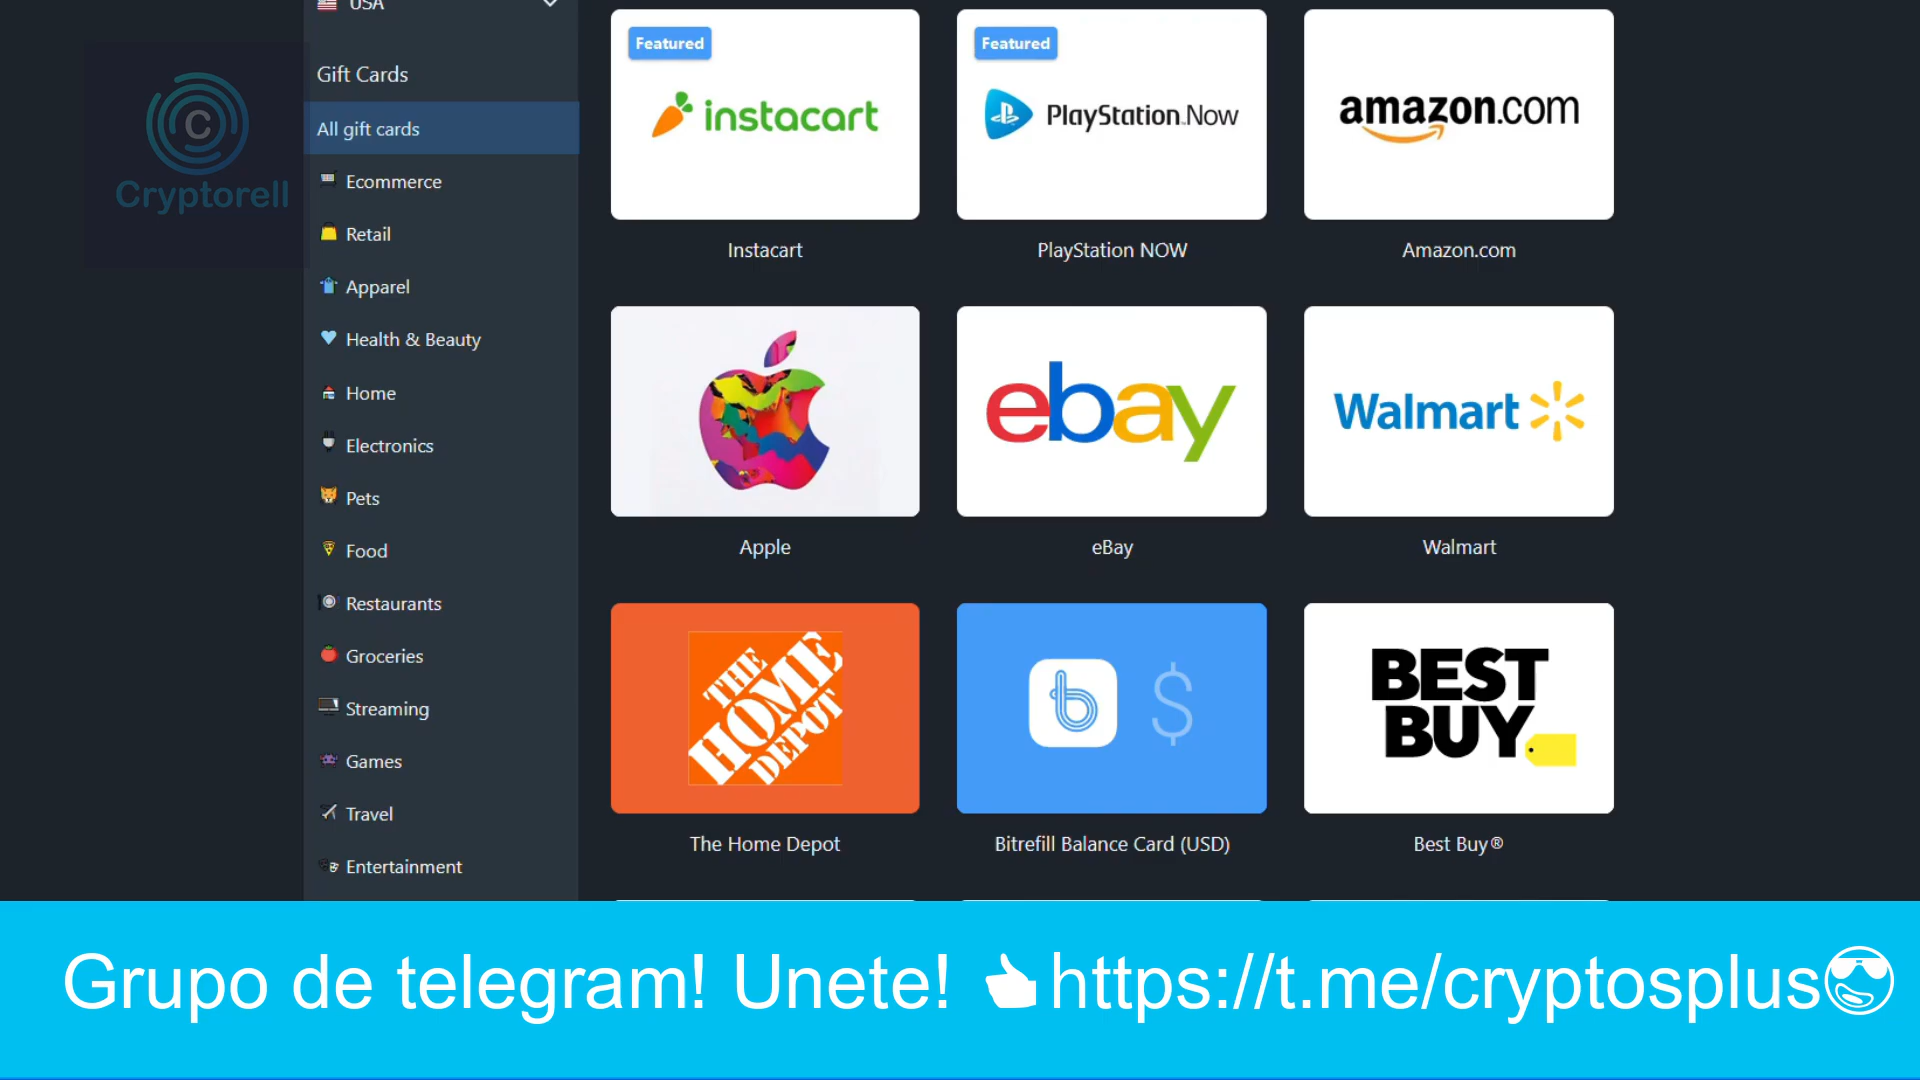 USA
Gift Cards
All gift cards
Ecommerce
Retail
Apparel
Health & Beauty
Home
Electronics
Pets
Food
Restaurants
Groceries
Streaming
Games
Travel
Entertainment
C
Cryptorell
Featured
instacart
Instacart
Featured
PlayStation™Now
PlayStation NOW
amazon.com
Amazon.com
Apple
ebay
eBay
Walmart
Walmart
THE
HOME
DEPOT
The Home Depot
b $
Bitrefill Balance Card (USD)
BEST
BUY
Best Buy®
Grupo de telegram! Unete! 👍https://t.me/cryptosplus😎